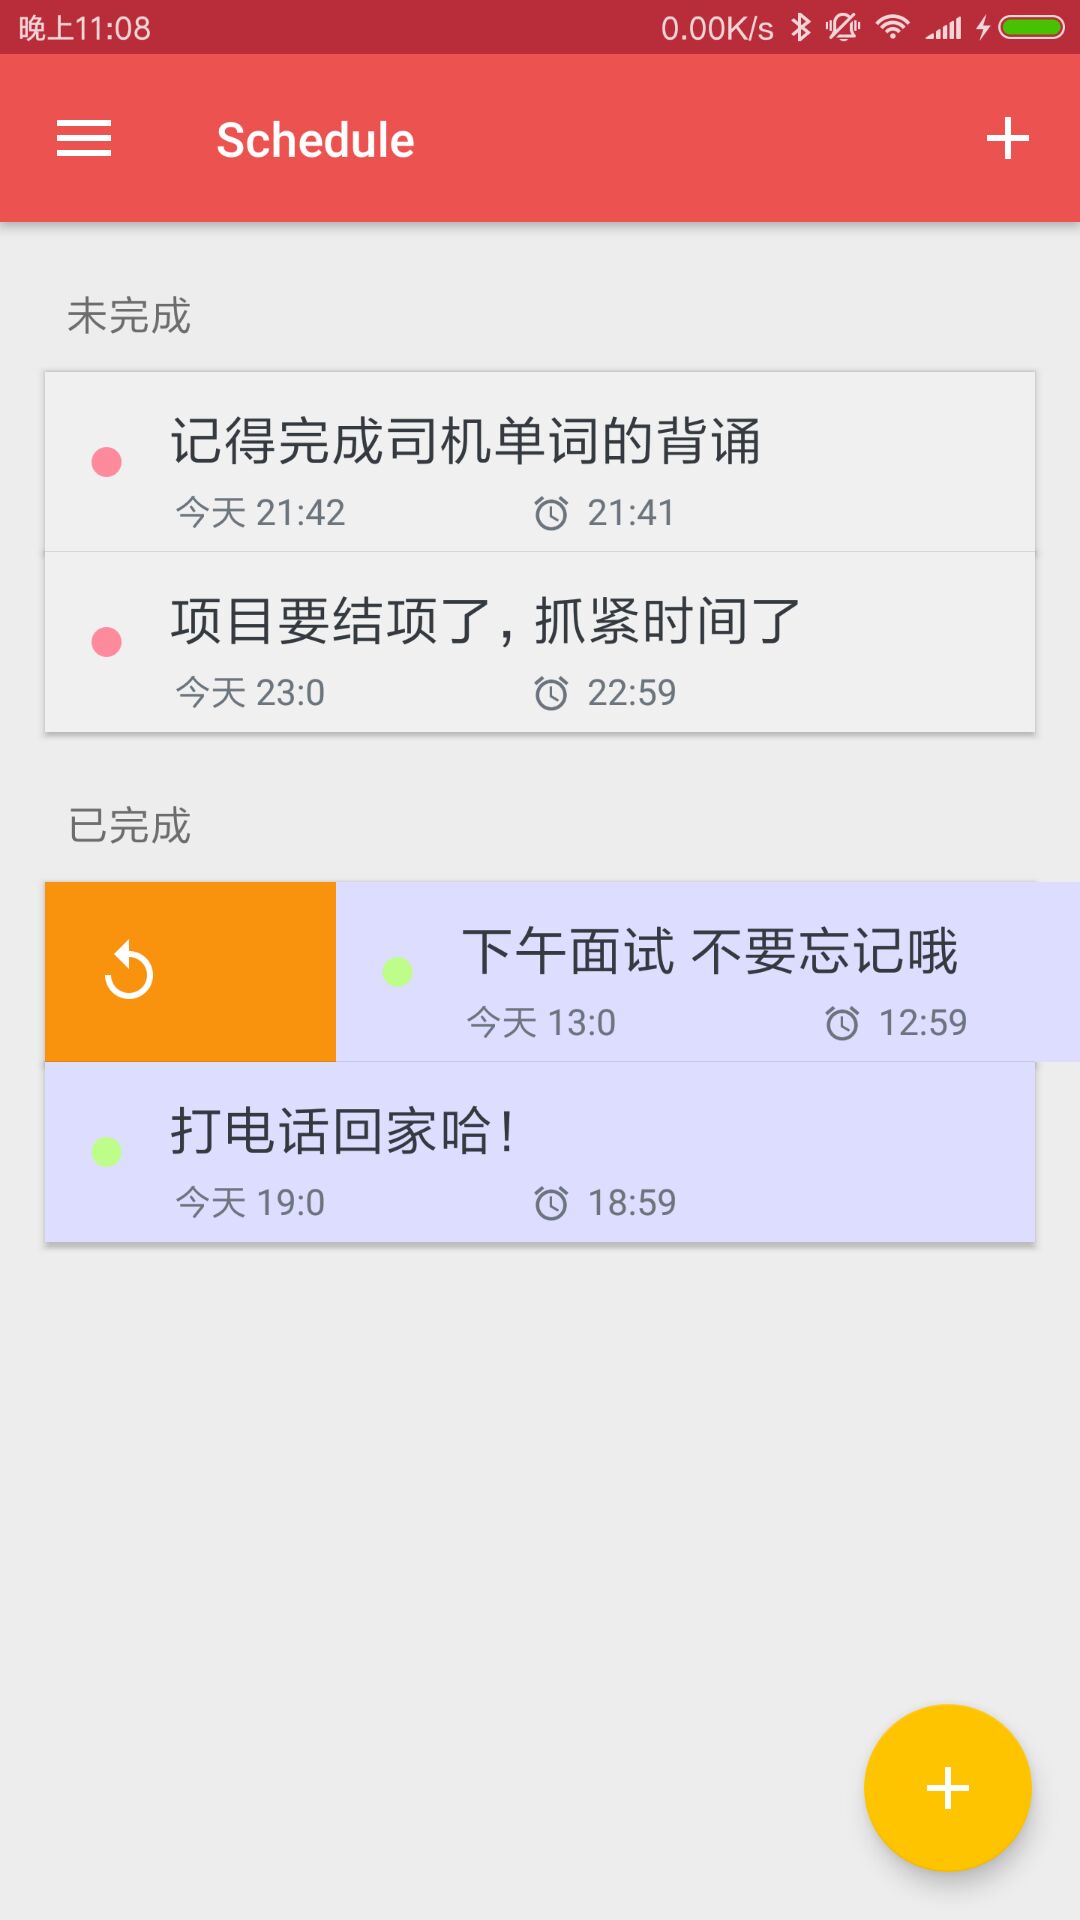 晚上11:08 0.00K/s
Schedule
未完成
记得完成司机单词的背诵
今天 21:42 21:41
项目要结项了，抓紧时间了
今天 23:0 22:59
已完成
下午面试 不要忘记哦
今天 13:0 12:59
打电话回家哈！
今天 19:0 18:59